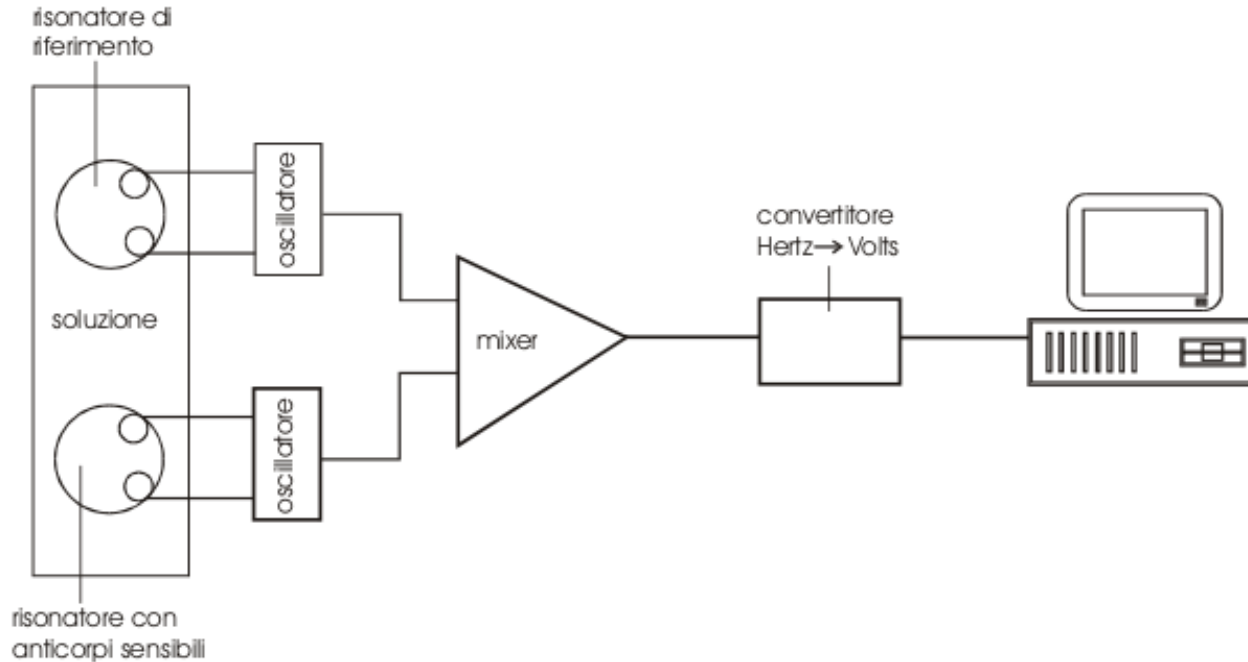 risonatore di
riferimento
oscillatore
soluzione
mixer
convertitore
Hertz→Volts
oscillatore
risonatore con
anticorpi sensibili